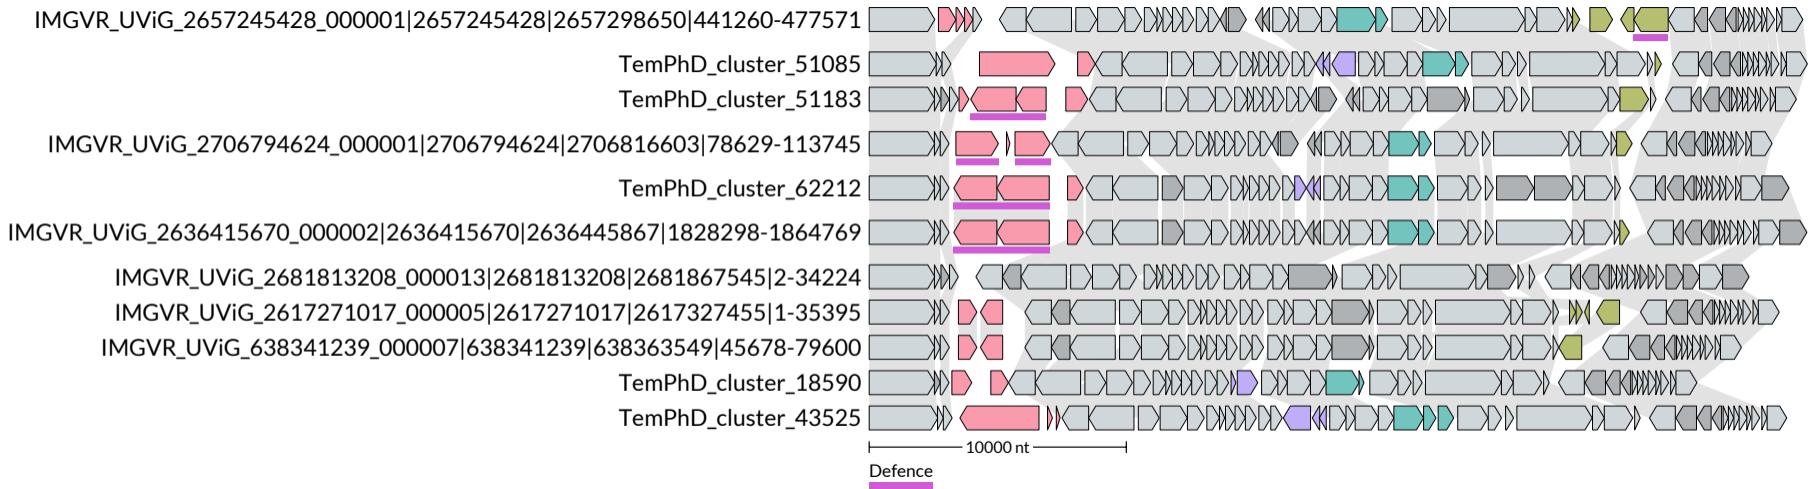 IMGVR_UViG_2657245428_000001|2657245428|2657298650|441260-477571
TemPhD_cluster_51085
TemPhD_cluster_51183
IMGVR_UViG_2706794624_000001|2706794624|2706816603|78629-113745
TemPhD_cluster_62212
IMGVR_UViG_2636415670_000002|2636415670|2636445867|1828298-1864769
IMGVR_UViG_2681813208_000013|2681813208|2681867545|2-34224
IMGVR_UViG_2617271017_000005|2617271017|2617327455|1-35395
IMGVR_UViG_638341239_000007|638341239|638363549|45678-79600
TemPhD_cluster_18590
TemPhD_cluster_43525
10000 nt
Defence